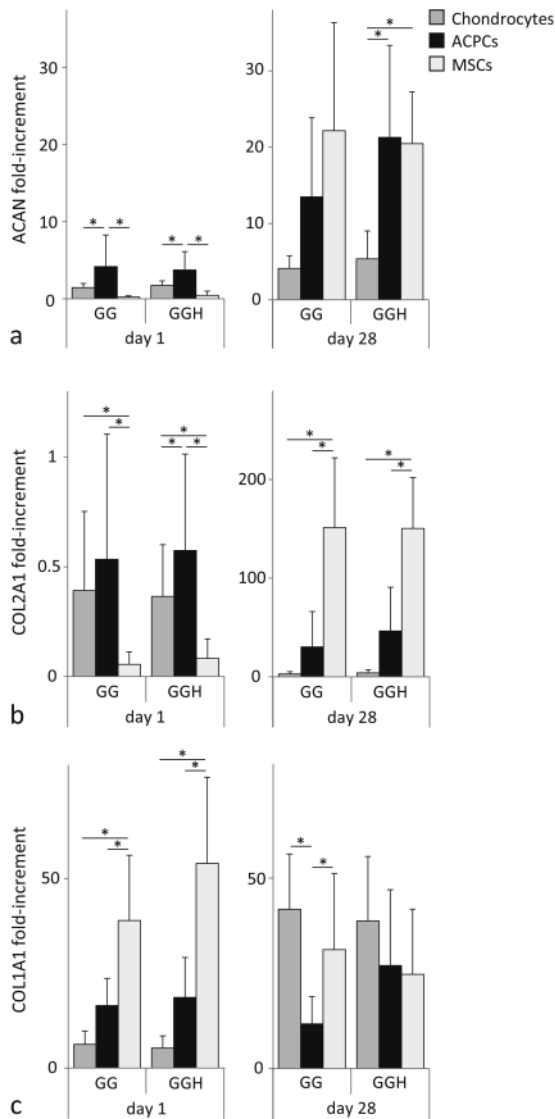 Chondrocytes
ACPCs
MSCs
ACAN fold-increment
30
20
10
0
* * * *
GG GGH
day 1
30
20
10
0
* *
GG GGH
day 28
a
COL2A1 fold-increment
1
0.5
0
* * * * *
GG GGH
day 1
200
100
0
* * * *
GG GGH
day 28
b
COL1A1 fold-increment
50
0
* * * *
GG GGH
day 1
50
0
* *
GG GGH
day 28
c